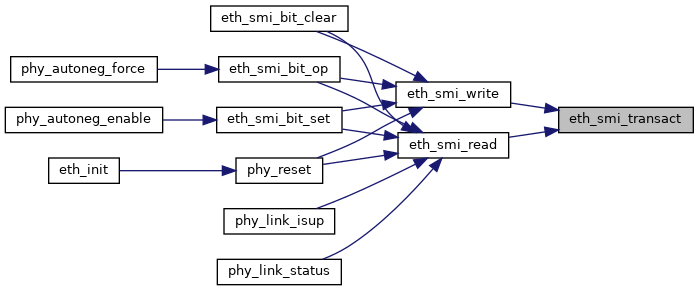 eth_smi_bit_clear
phy_autoneg_force
eth_smi_bit_op
eth_smi_write
phy_autoneg_enable
eth_smi_bit_set
eth_smi_transact
eth_smi_read
eth_init
phy_reset
phy_link_isup
phy_link_status